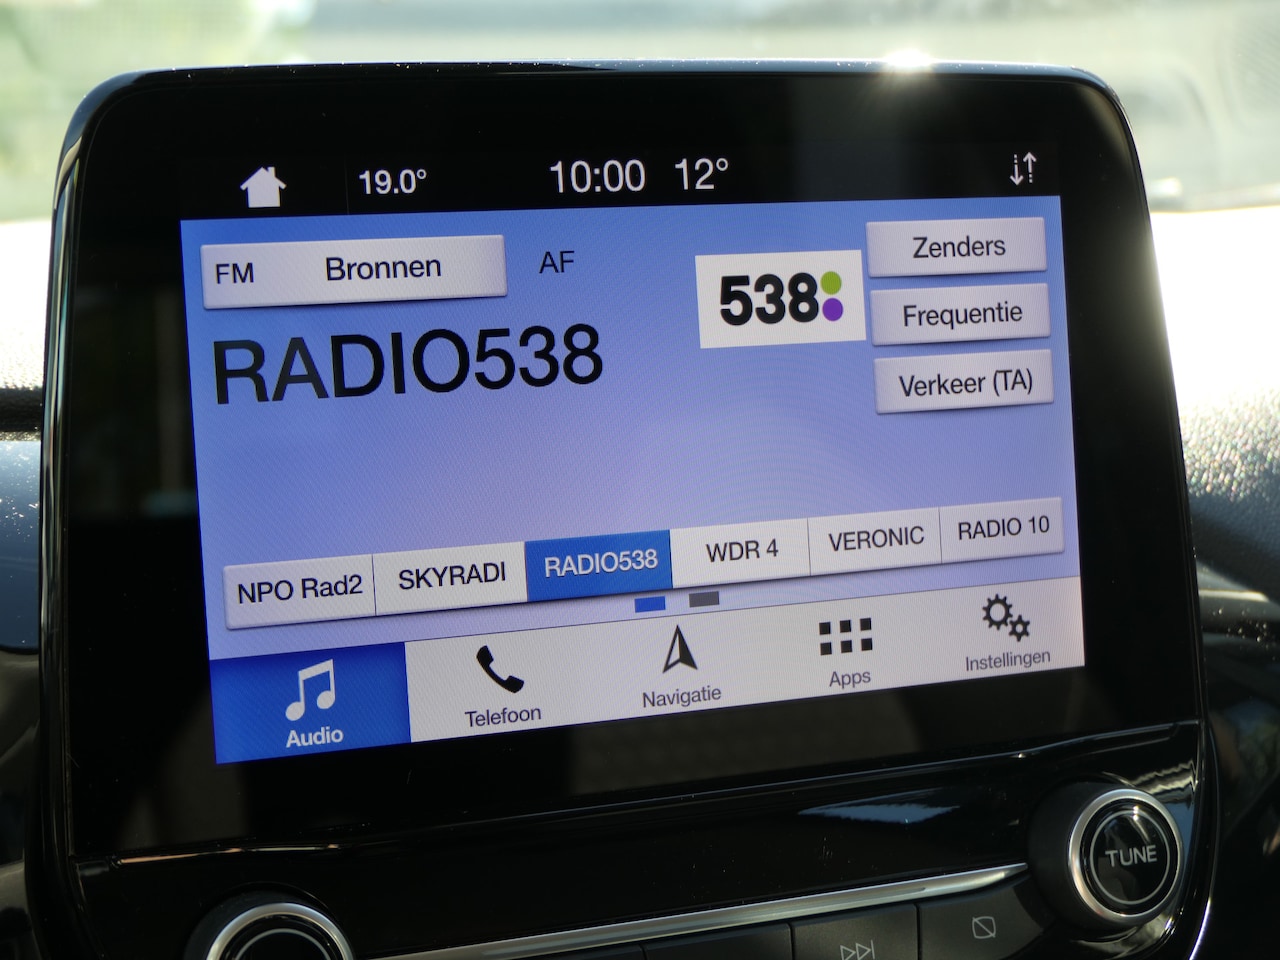 19.0° 10:00 12°
FM Bronnen AF
538
Zenders
Frequentie
Verkeer (TA)
RADIO538
NPO Rad2 SKYRADI RADIO538 WDR 4 VERONIC RADIO 10
Audio Telefoon Navigatie Apps Instellingen
TUNE